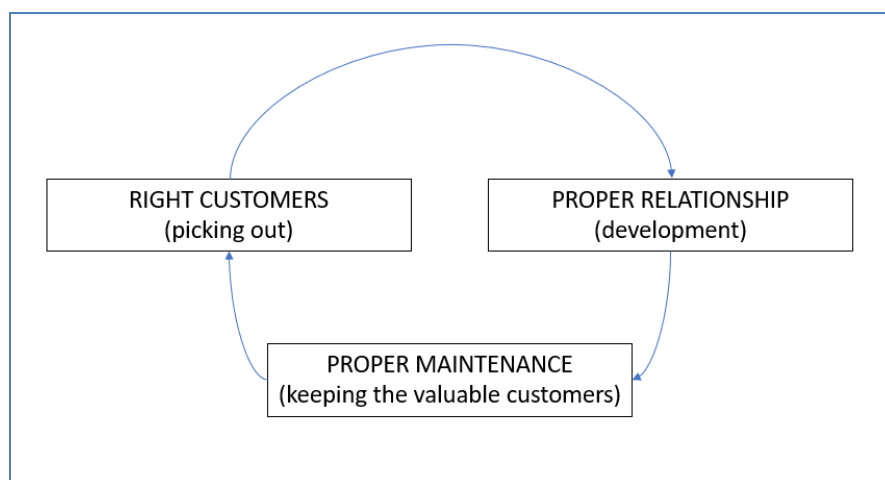 RIGHT CUSTOMERS
(picking out)
PROPER RELATIONSHIP
(development)
PROPER MAINTENANCE
(keeping the valuable customers)